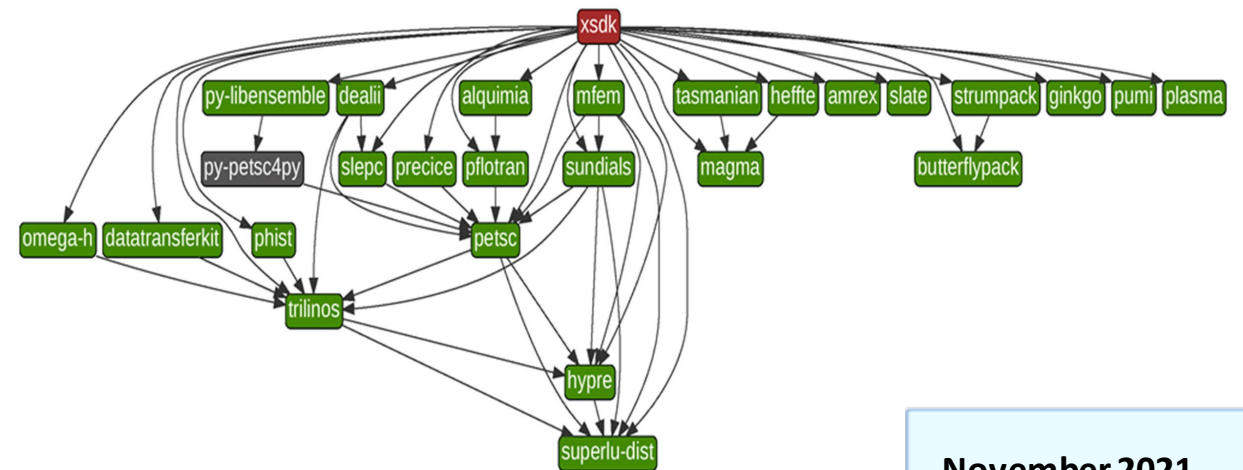 xsdk
py-libensemble dealii alquimia mfem tasmanian heffte amrex slate strumpack ginkgo pumi plasma
py-petsc4py slepc precice pflotran sundials magma butterflypack
omega-h datatransferkit phist petsc
trilinos
hypre
superlu-dist
November 2021